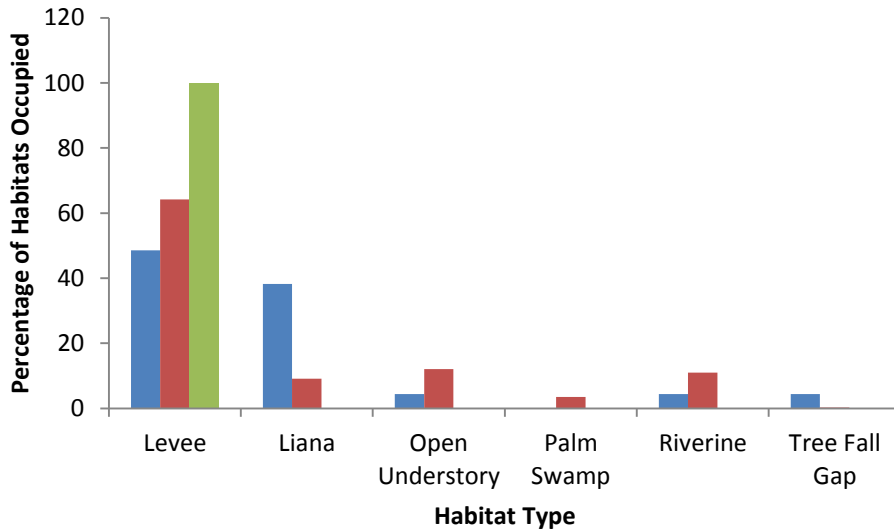 120
100
80
60
40
20
0
Percentage of Habitats Occupied
Levee
Liana
Open
Understory
Palm
Swamp
Riverine
Tree Fall
Gap
Habitat Type